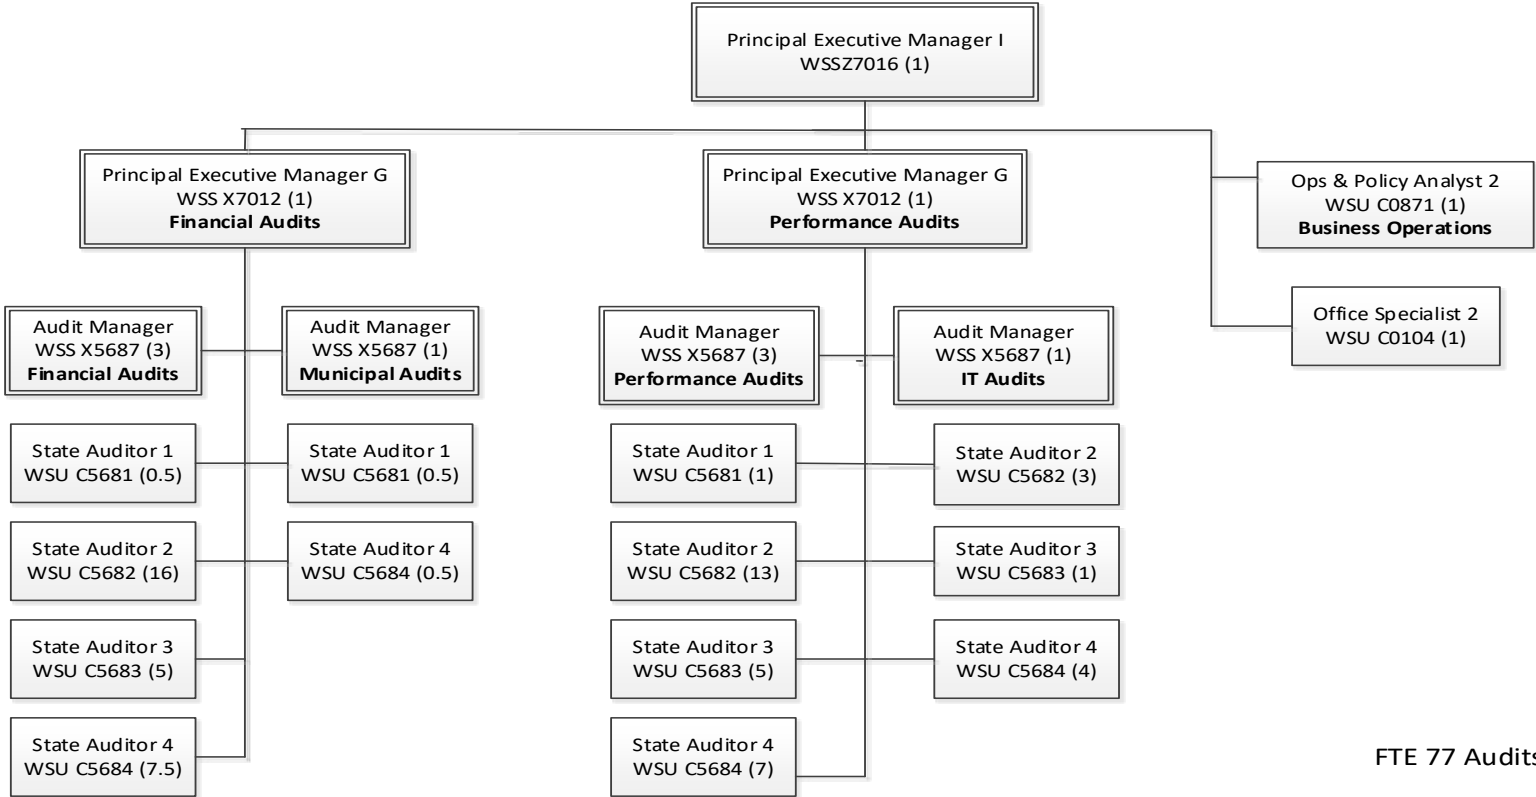 Principal Executive Manager I
WSSZ7016 (1)
Principal Executive Manager G
WSS X7012 (1)
Financial Audits
Principal Executive Manager G
WSS X7012 (1)
Performance Audits
Ops & Policy Analyst 2
WSU C0871 (1)
Business Operations
Office Specialist 2
WSU C0104 (1)
Audit Manager
WSS X5687 (3)
Financial Audits
Audit Manager
WSS X5687 (1)
Municipal Audits
Audit Manager
WSS X5687 (3)
Performance Audits
Audit Manager
WSS X5687 (1)
IT Audits
State Auditor 1
WSU C5681 (0.5)
State Auditor 1
WSU C5681 (0.5)
State Auditor 1
WSU C5681 (1)
State Auditor 2
WSU C5682 (3)
State Auditor 2
WSU C5682 (16)
State Auditor 4
WSU C5684 (0.5)
State Auditor 2
WSU C5682 (13)
State Auditor 3
WSU C5683 (1)
State Auditor 3
WSU C5683 (5)
State Auditor 3
WSU C5683 (5)
State Auditor 4
WSU C5684 (4)
State Auditor 4
WSU C5684 (7.5)
State Auditor 4
WSU C5684 (7)
FTE 77 Audits